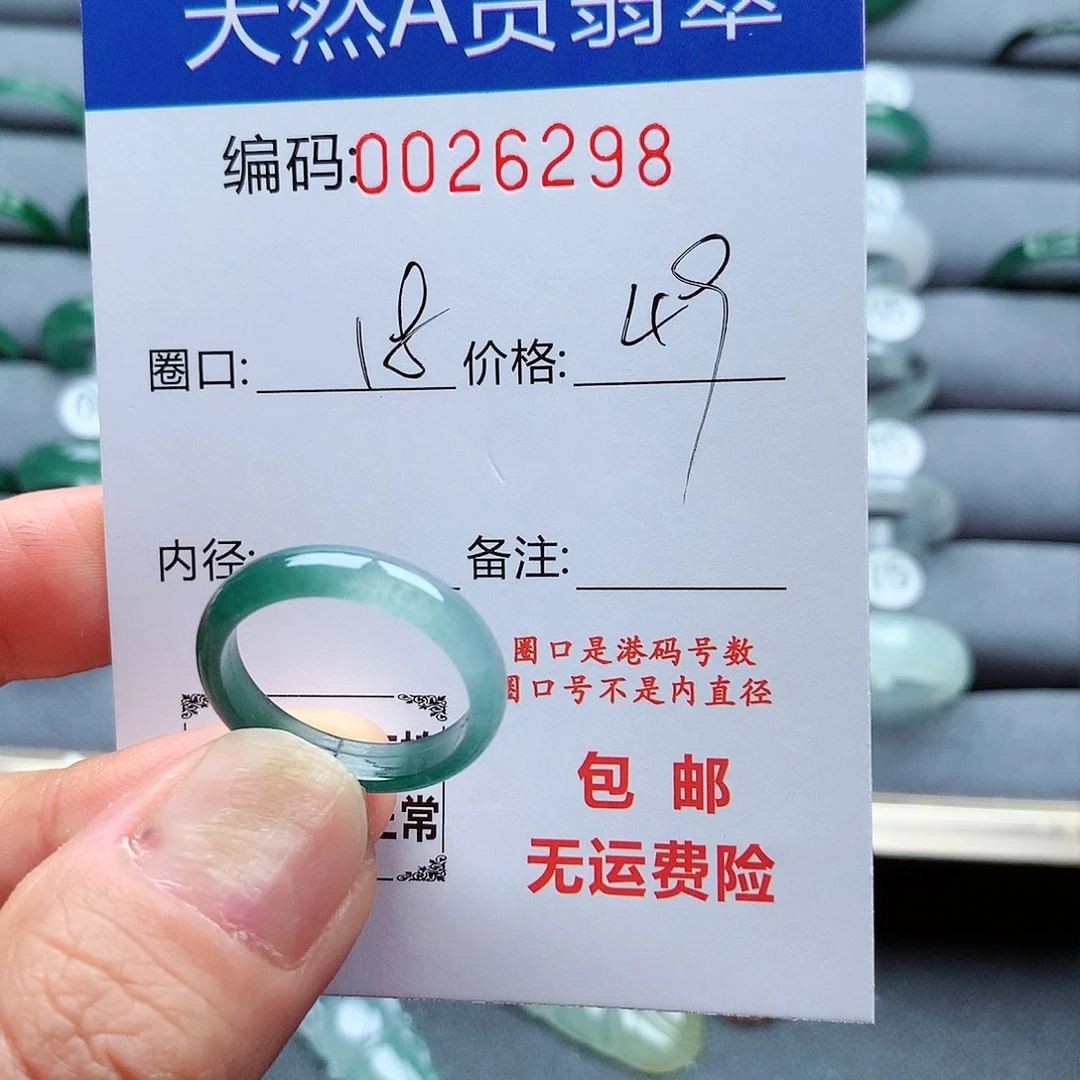 天然A货翡翠
编码:0026298
圈口: 18 价格: 49
内径: 备注:
圈口是港码号数
圈口号不是内直径
包 邮
常
无运费险